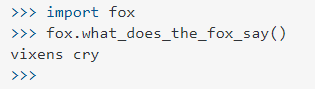 >>> import fox
>>> fox.what_does_the_fox_say()
vixens cry
>>>